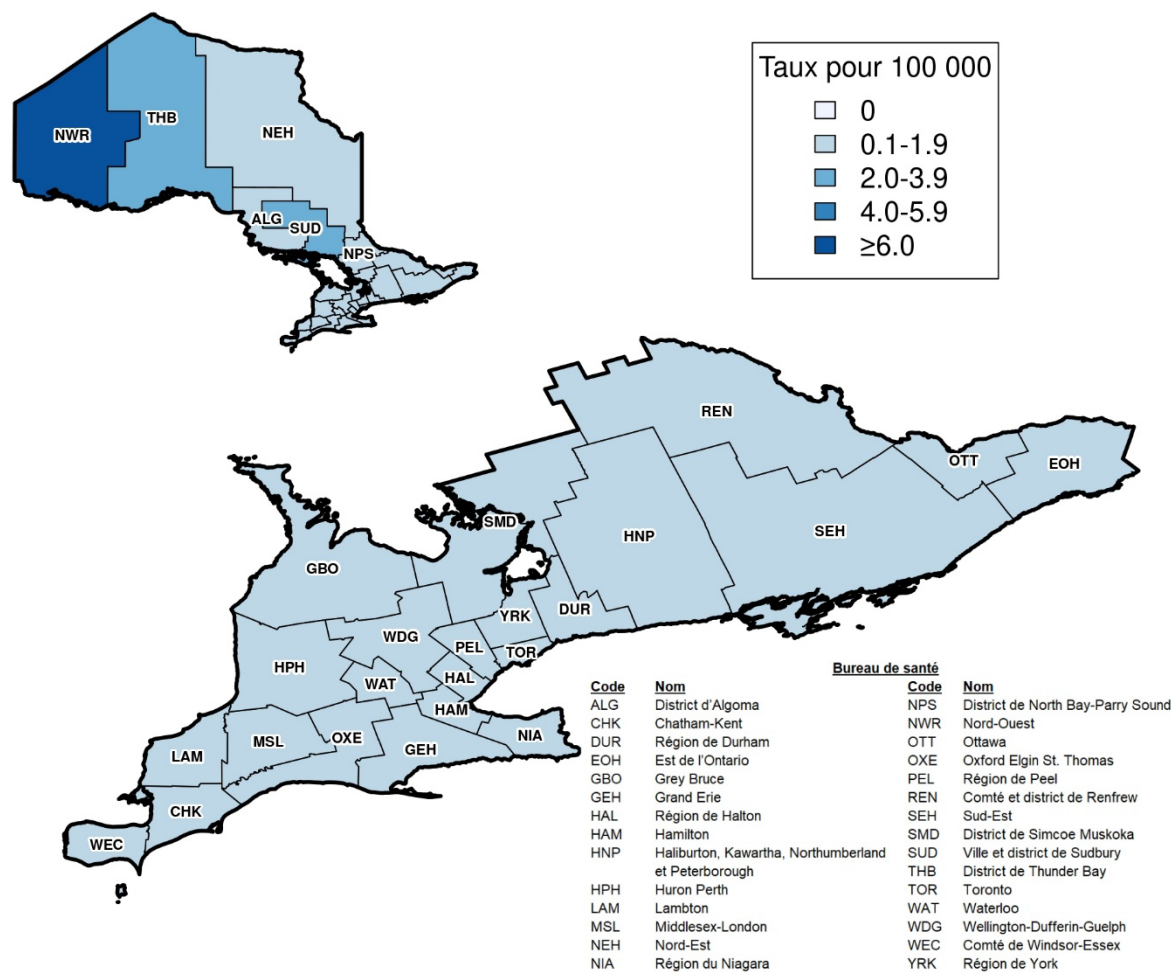 Taux pour 100 000
0
0.1-1.9
2.0-3.9
4.0-5.9
≥6.0
NWR
THB
NEH
ALG
SUD
NPS
REN
OTT
EOH
SMD
HNP
SEH
GBO
YRK
DUR
WDG
PEL
TOR
HPH
WAT
HAL
HAM
NIA
LAM
MSL
OXE
GEH
CHK
WEC
Bureau de santé
Code Nom Code Nom
ALG District d'Algoma NPS District de North Bay-Parry Sound
CHK Chatham-Kent NWR Nord-Ouest
DUR Région de Durham OTT Ottawa
EOH Est de l'Ontario OXE Oxford Elgin St. Thomas
GBO Grey Bruce PEL Région de Peel
GEH Grand Erie REN Comté et district de Renfrew
HAL Région de Halton SEH Sud-Est
HAM Hamilton SMD District de Simcoe Muskoka
HNP Haliburton, Kawartha, Northumberland SUD Ville et district de Sudbury
et Peterborough THB District de Thunder Bay
HPH Huron Perth TOR Toronto
LAM Lambton WAT Waterloo
MSL Middlesex-London WDG Wellington-Dufferin-Guelph
NEH Nord-Est WEC Comté de Windsor-Essex
NIA Région du Niagara YRK Région de York